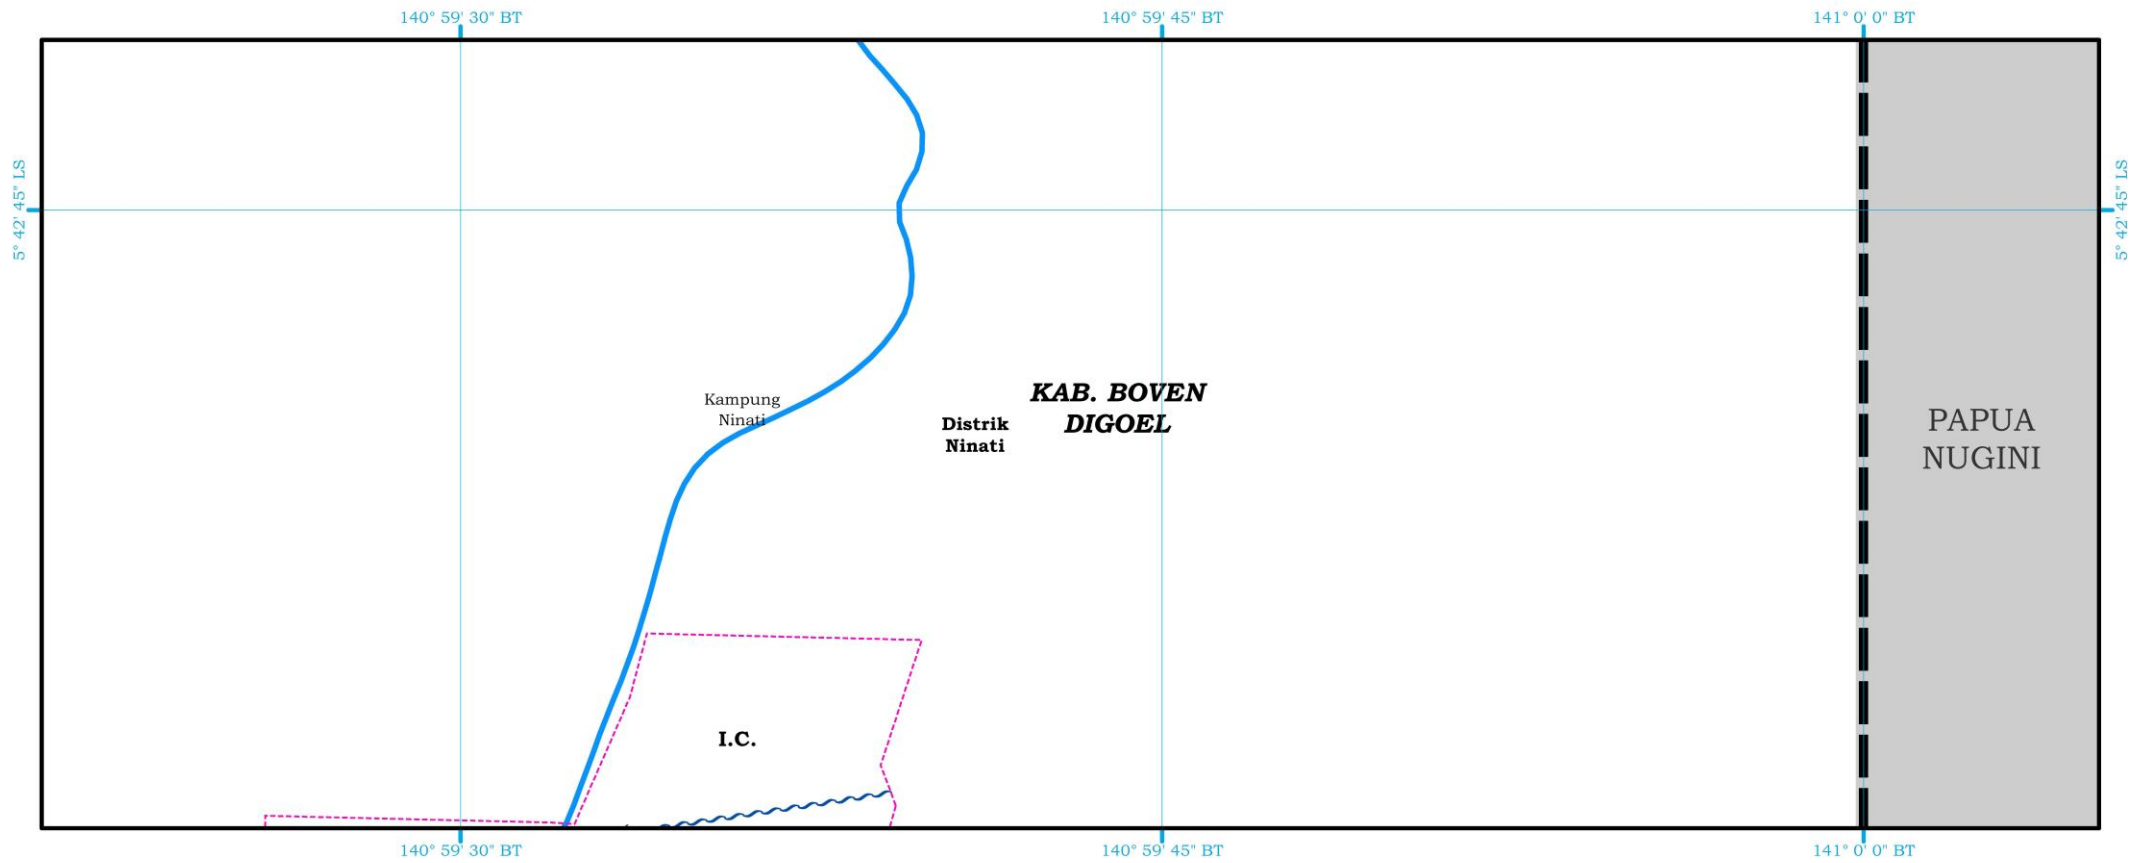 140° 59' 30" BT
140° 59' 45" BT
141° 0' 0" BT
5° 42' 45" LS
5° 42' 45" LS
Kampung
Ninati
Distrik
Ninati
KAB. BOVEN
DIGOEL
PAPUA
NUGINI
I.C.
140° 59' 30" BT
140° 59' 45" BT
141° 0' 0" BT